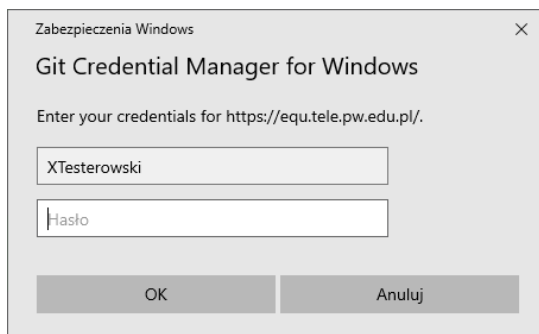 Zabezpieczenia Windows
Git Credential Manager for Windows
Enter your credentials for https://equ.tele.pw.edu.pl/.
XTesterowski
Hasło
OK
Anuluj